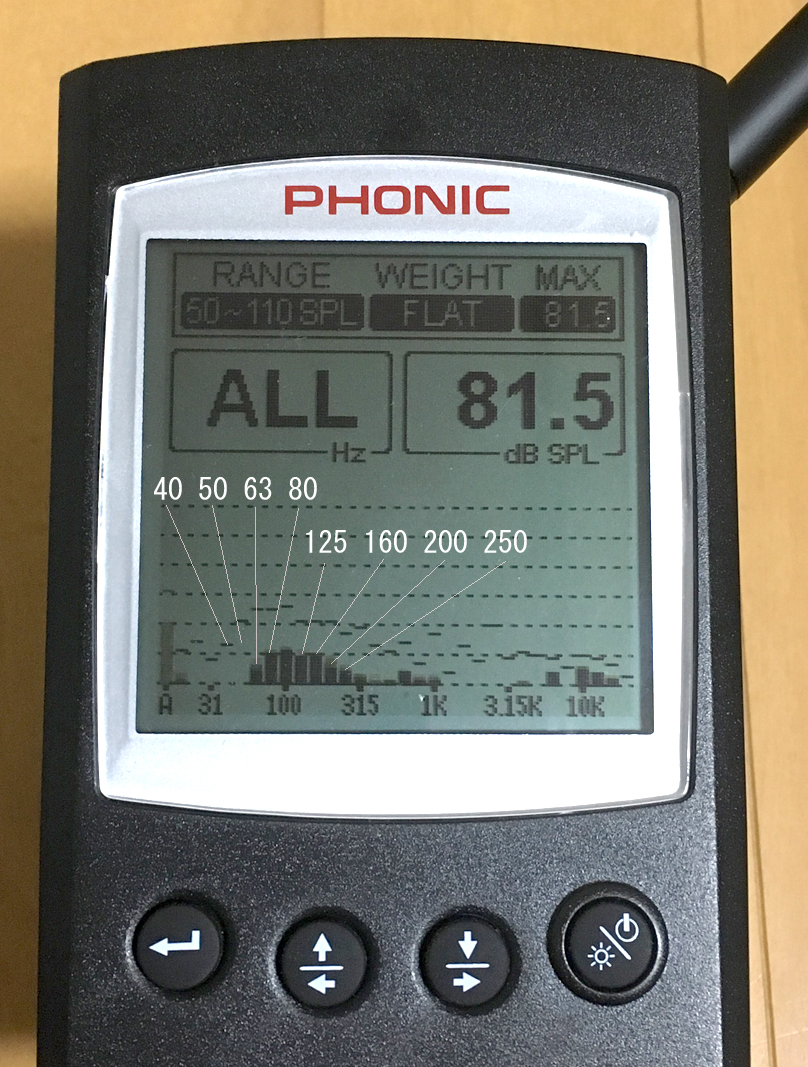 PHONIC
RANGE WEIGHT MAX
50~110 SPL FLAT 81.5
ALL 81.5
Hz dB SPL
40 50 63 80
125 160 200 250
A 31 100 315 1K 3.15K 10K